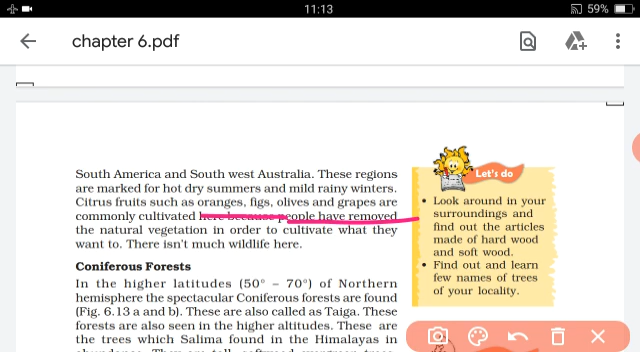 11:13
59%
chapter 6.pdf
South America and South west Australia. These regions
are marked for hot dry summers and mild rainy winters.
Citrus fruits such as oranges, figs, olives and grapes are
commonly cultivated here because people have removed
the natural vegetation in order to cultivate what they
want to. There isn't much wildlife here.
Coniferous Forests
In the higher latitudes (50° – 70°) of Northern
hemisphere the spectacular Coniferous forests are found
(Fig. 6.13 a and b). These are also called as Taiga. These
forests are also seen in the higher altitudes. These are
the trees which Salima found in the Himalayas in
Let's do
• Look around in your
surroundings and
find out the articles
made of hard wood
and soft wood.
• Find out and learn
few names of trees
of your locality.